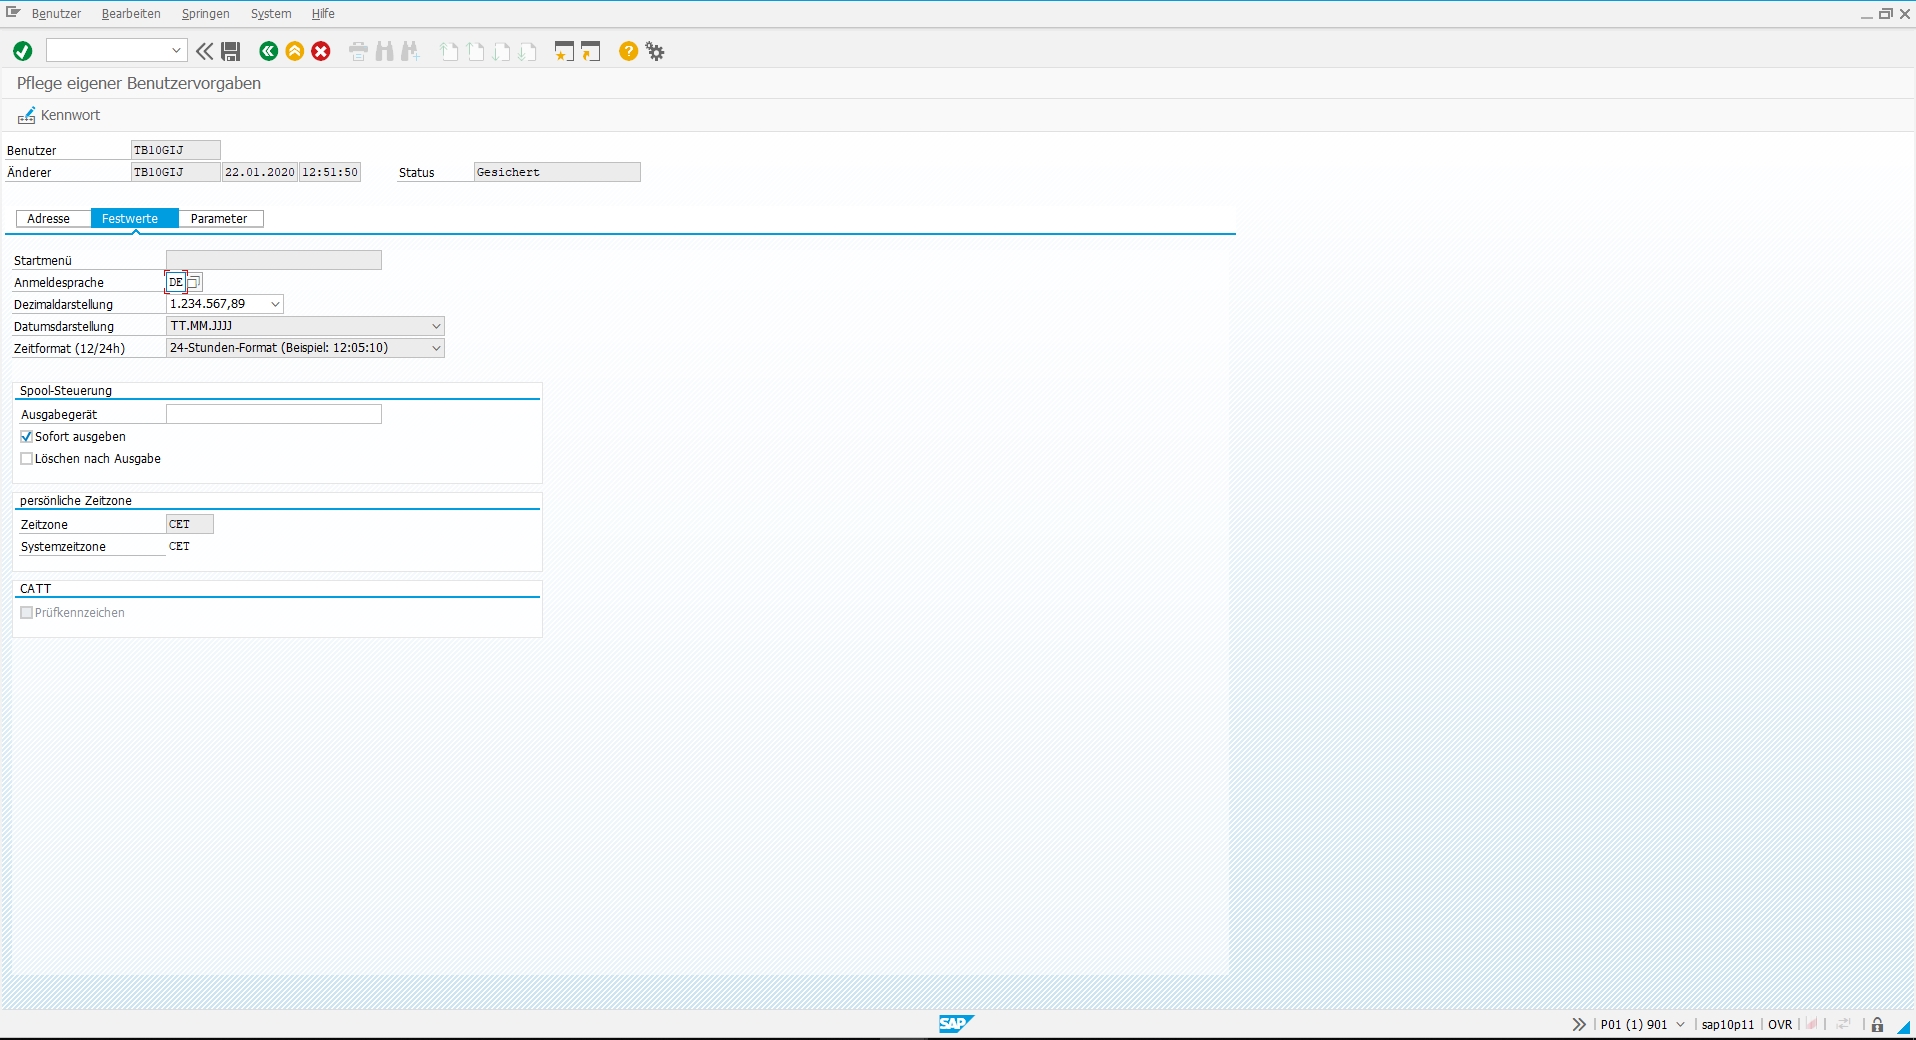 Benutzer Bearbeiten Springen System Hilfe
Pflege eigener Benutzervorgaben
Kennwort
Benutzer TB10GIJ
Änderer TB10GIJ 22.01.2020 12:51:50 Status Gesichert
Adresse Festwerte Parameter
Startmenü
Anmeldesprache DE
Dezimaldarstellung 1.234.567,89
Datumsdarstellung TT.MM.JJJJ
Zeitformat (12/24h) 24-Stunden-Format (Beispiel: 12:05:10)
Spool-Steuerung
Ausgabegerät
Sofort ausgeben
Löschen nach Ausgabe
persönliche Zeitzone
Zeitzone CET
Systemzeitzone CET
CATT
Prüfkennzeichen
SAP P01 (1) 901 sap10p11 OVR